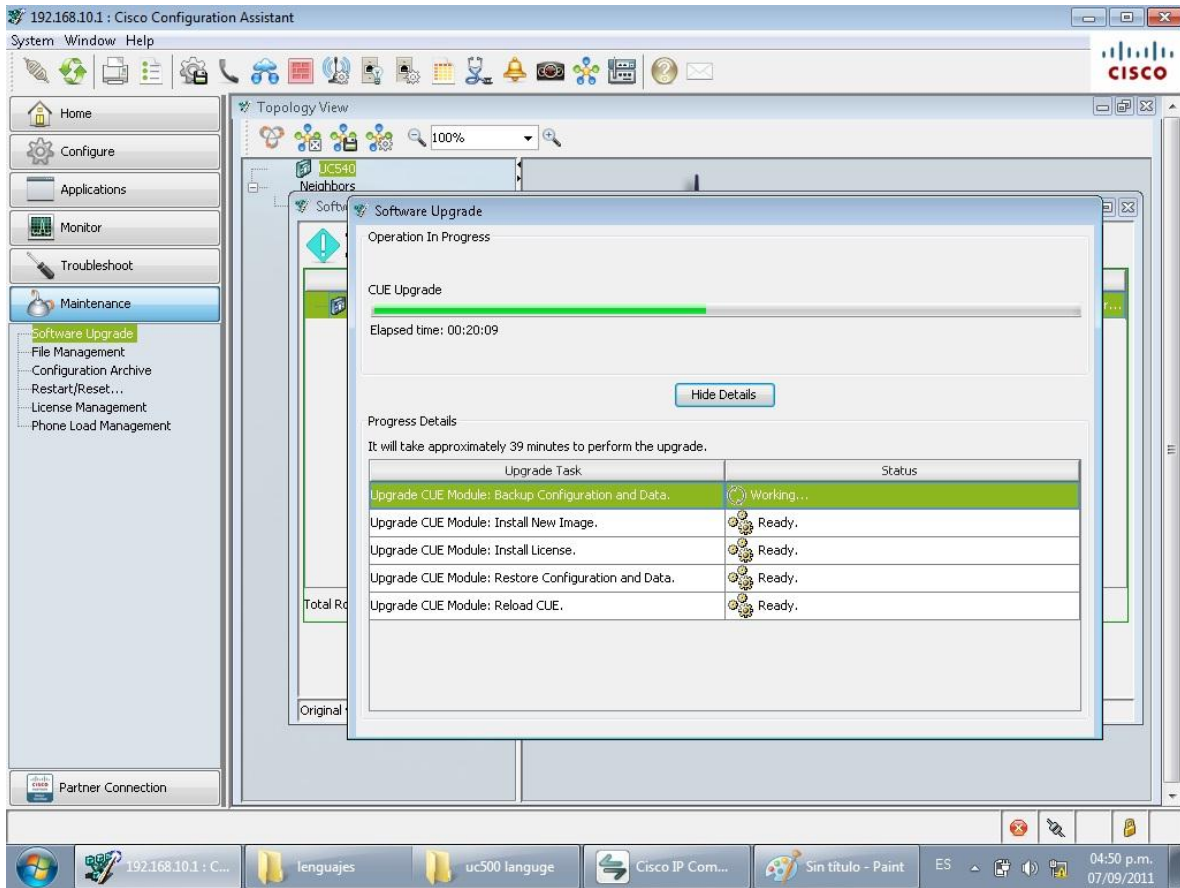 192.168.10.1 : Cisco Configuration Assistant
System Window Help
CISCO
Home
Configure
Applications
Monitor
Troubleshoot
Maintenance
Software Upgrade
File Management
Configuration Archive
Restart/Reset...
License Management
Phone Load Management
Partner Connection
Topology View
100%
UC540
Neighbors
Software Upgrade
Operation In Progress
CUE Upgrade
Elapsed time: 00:20:09
Hide Details
Progress Details
It will take approximately 39 minutes to perform the upgrade.
Upgrade Task Status
Upgrade CUE Module: Backup Configuration and Data. Working...
Upgrade CUE Module: Install New Image. Ready.
Upgrade CUE Module: Install License. Ready.
Upgrade CUE Module: Restore Configuration and Data. Ready.
Upgrade CUE Module: Reload CUE. Ready.
Total
Original
192.168.10.1 : C...
lenguajes
uc500 languge
Cisco IP Com...
Sin título - Paint
ES
04:50 p.m.
07/09/2011